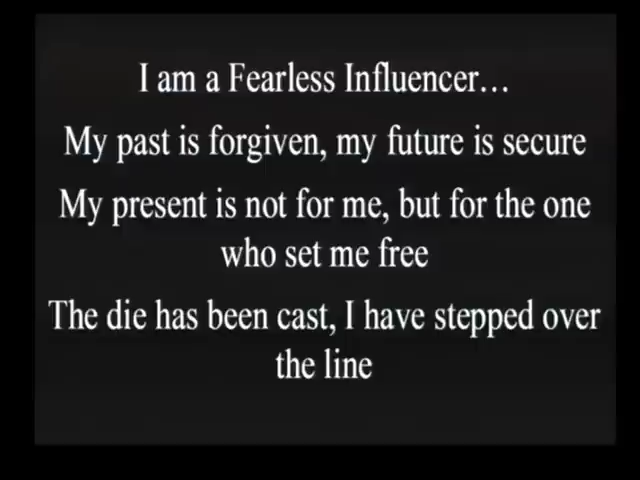 I am a Fearless Influencer…
My past is forgiven, my future is secure
My present is not for me, but for the one
who set me free
The die has been cast, I have stepped over
the line